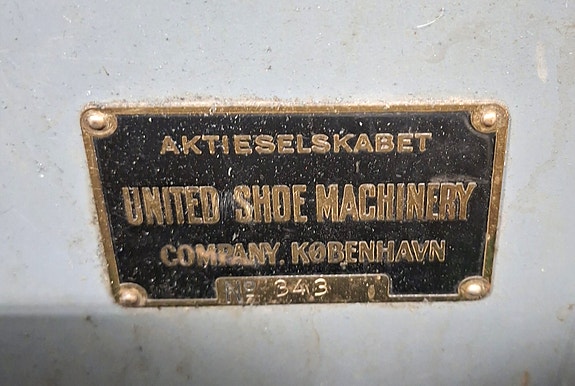 AKTIESELSKABET
UNITED SHOE MACHINERY
COMPANY. KØBENHAVN
Nº 343